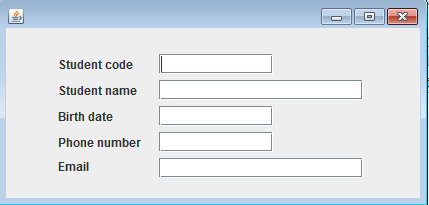 Student code
Student name
Birth date
Phone number
Email